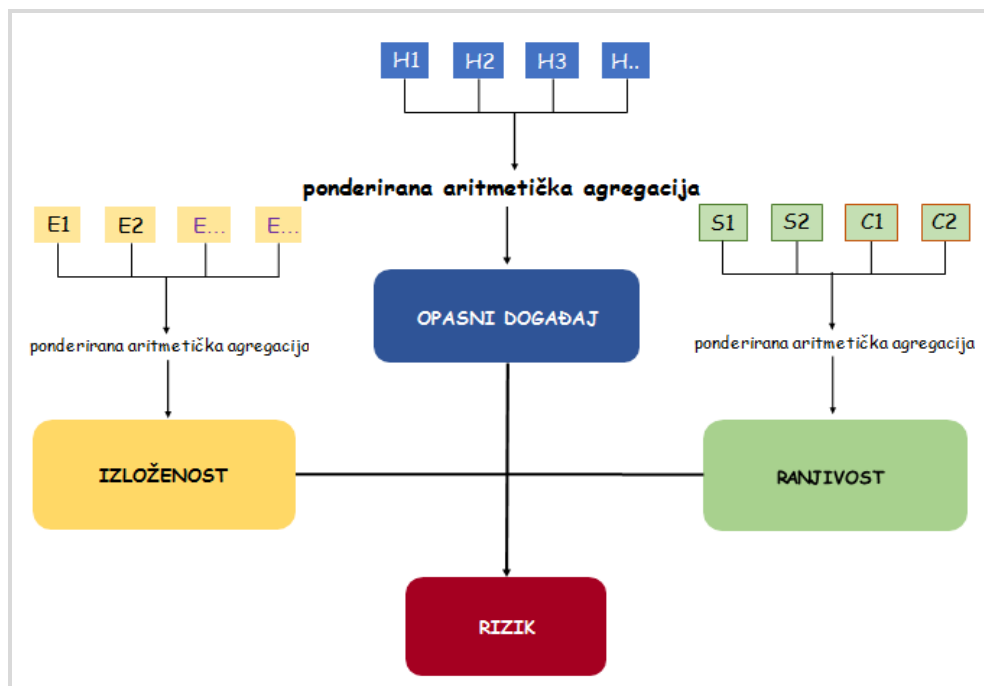 H1 H2 H3 H..
ponderirana aritmetička agregacija
E1 E2 E... E...
S1 S2 C1 C2
OPASNI DOGAĐAJ
ponderirana aritmetička agregacija
ponderirana aritmetička agregacija
IZLOŽENOST
RANJIVOST
RIZIK